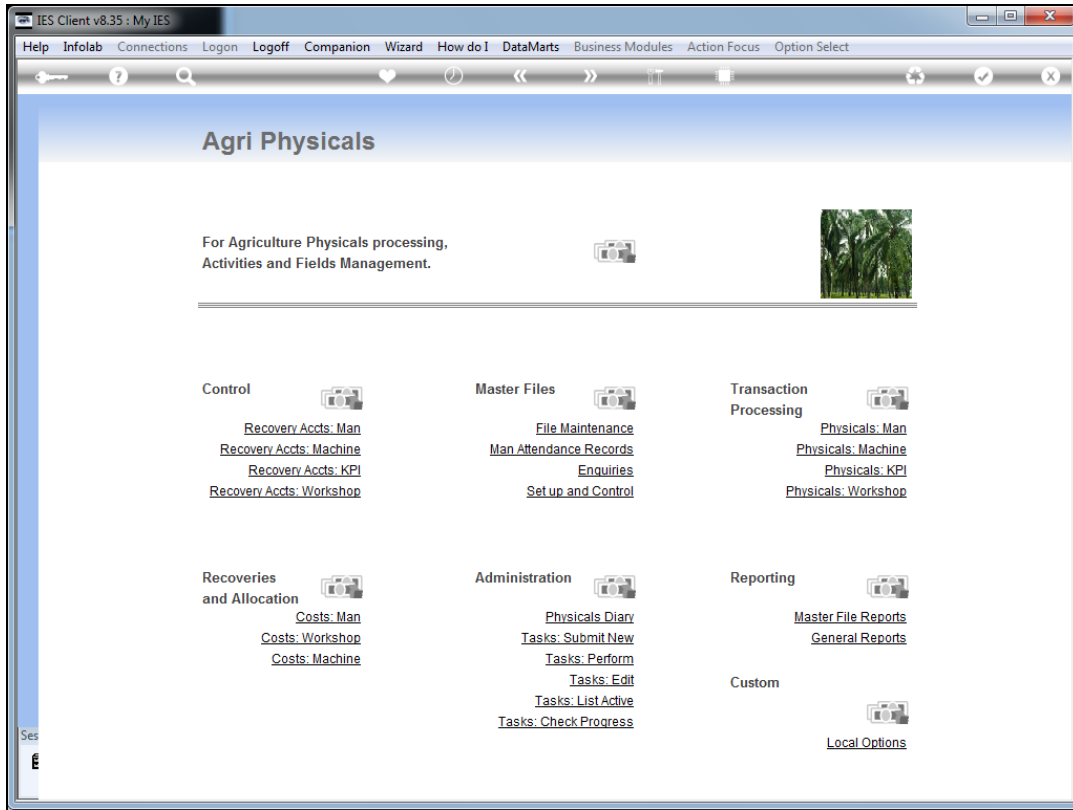 IES Client v8.35 : My IES
Help Infolab Connections Logon Logoff Companion Wizard How do I DataMarts Business Modules Action Focus Option Select
Agri Physicals
For Agriculture Physicals processing,
Activities and Fields Management.
Control
Recovery Accts: Man
Recovery Accts: Machine
Recovery Accts: KPI
Recovery Accts: Workshop
Master Files
File Maintenance
Man Attendance Records
Enquiries
Set up and Control
Transaction
Processing
Physicals: Man
Physicals: Machine
Physicals: KPI
Physicals: Workshop
Recoveries
and Allocation
Costs: Man
Costs: Workshop
Costs: Machine
Administration
Physicals Diary
Tasks: Submit New
Tasks: Perform
Tasks: Edit
Tasks: List Active
Tasks: Check Progress
Reporting
Master File Reports
General Reports
Custom
Local Options
Ses